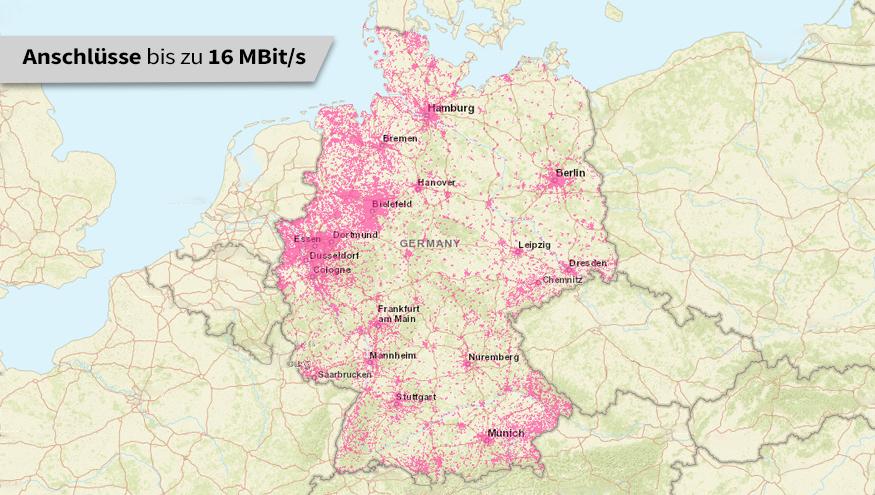 Anschlüsse bis zu 16 MBit/s
Hamburg
Bremen
Berlin
Hanover
Bielefeld
Essen
Dortmund
GERMANY
Leipzig
Dusseldorf
Dresden
Cologne
Chemnitz
Frankfurt
am Main
Mannheim
Nuremberg
Saarbrucken
Stuttgart
Munich